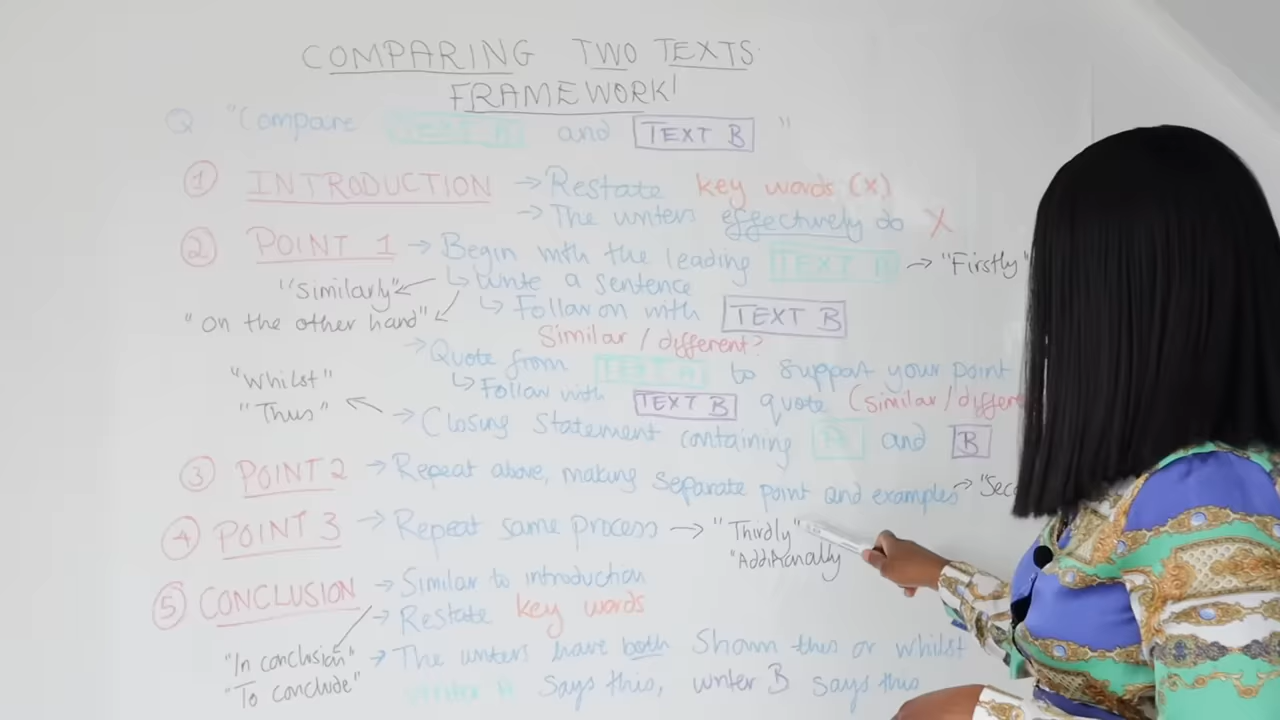 COMPARING TWO TEXTS
FRAMEWORK!
Q "Compare TEXT A and TEXT B"
① INTRODUCTION → Restate key words (x)
→ The writers effectively do X
② POINT 1 → Begin with the leading TEXT A → "Firstly"
"Similarly" ↳ Write a sentence
"On the other hand" ↳ Follow on with TEXT B
Similar / different?
→ Quote from TEXT A to support your point
"Whilst" ↳ Follow with TEXT B quote (similar/differen
"Thus" → Closing statement containing A and B
③ POINT 2 → Repeat above, making separate point and examples → "Sec
④ POINT 3 → Repeat same process → "Thirdly"
"Additionally
⑤ CONCLUSION → Similar to introduction
→ Restate key words
"In conclusion" → The writers have both shown this or whilst
"To conclude" writer A says this, writer B says this